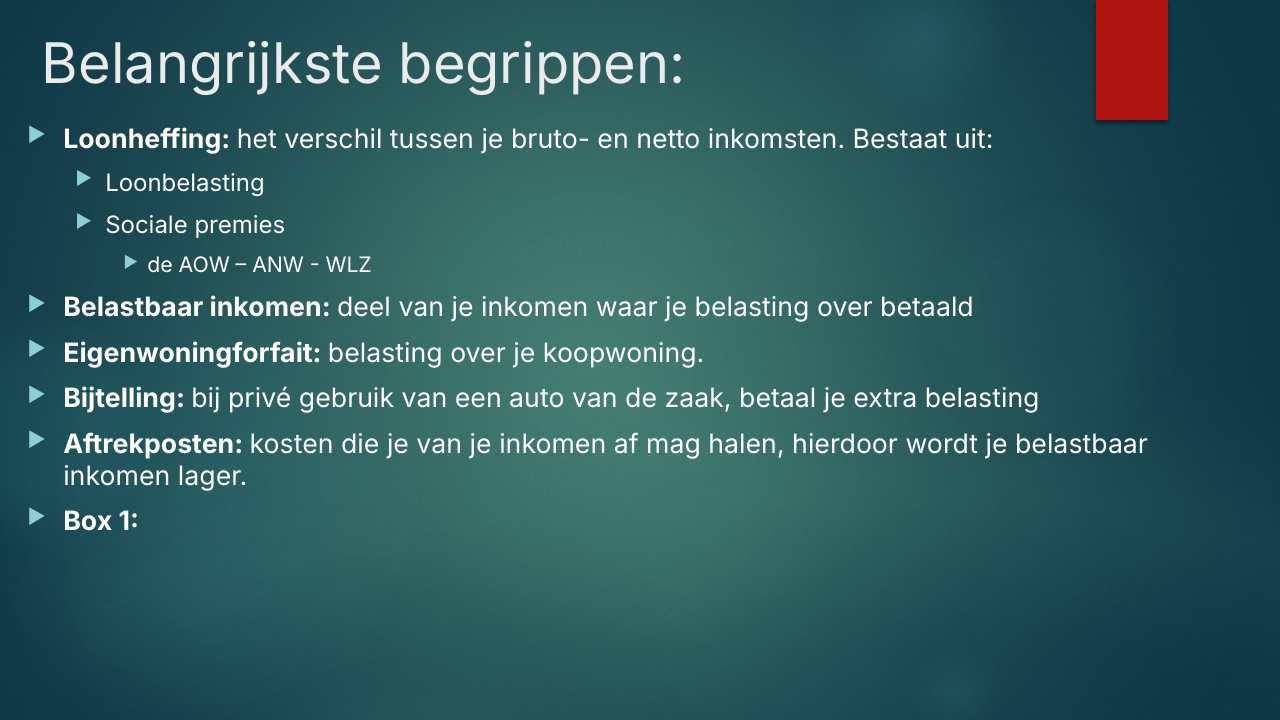 Belangrijkste begrippen:
Loonheffing: het verschil tussen je bruto- en netto inkomsten. Bestaat uit:
Loonbelasting
Sociale premies
de AOW – ANW - WLZ
Belastbaar inkomen: deel van je inkomen waar je belasting over betaald
Eigenwoningforfait: belasting over je koopwoning.
Bijtelling: bij privé gebruik van een auto van de zaak, betaal je extra belasting
Aftrekposten: kosten die je van je inkomen af mag halen, hierdoor wordt je belastbaar
inkomen lager.
Box 1: